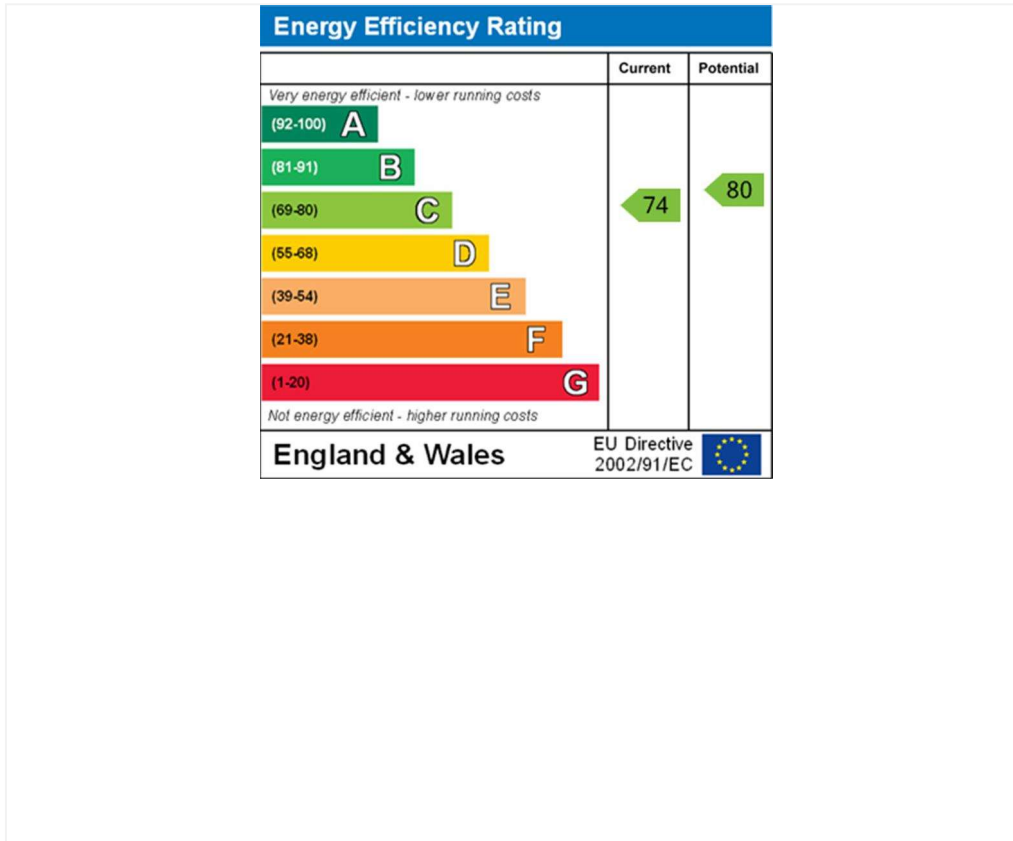 Energy Efficiency Rating
Current Potential
Very energy efficient - lower running costs
(92-100) A
(81-91) B
(69-80) C
(55-68) D
(39-54) E
(21-38) F
(1-20) G
74
80
Not energy efficient - higher running costs
England & Wales
EU Directive
2002/91/EC